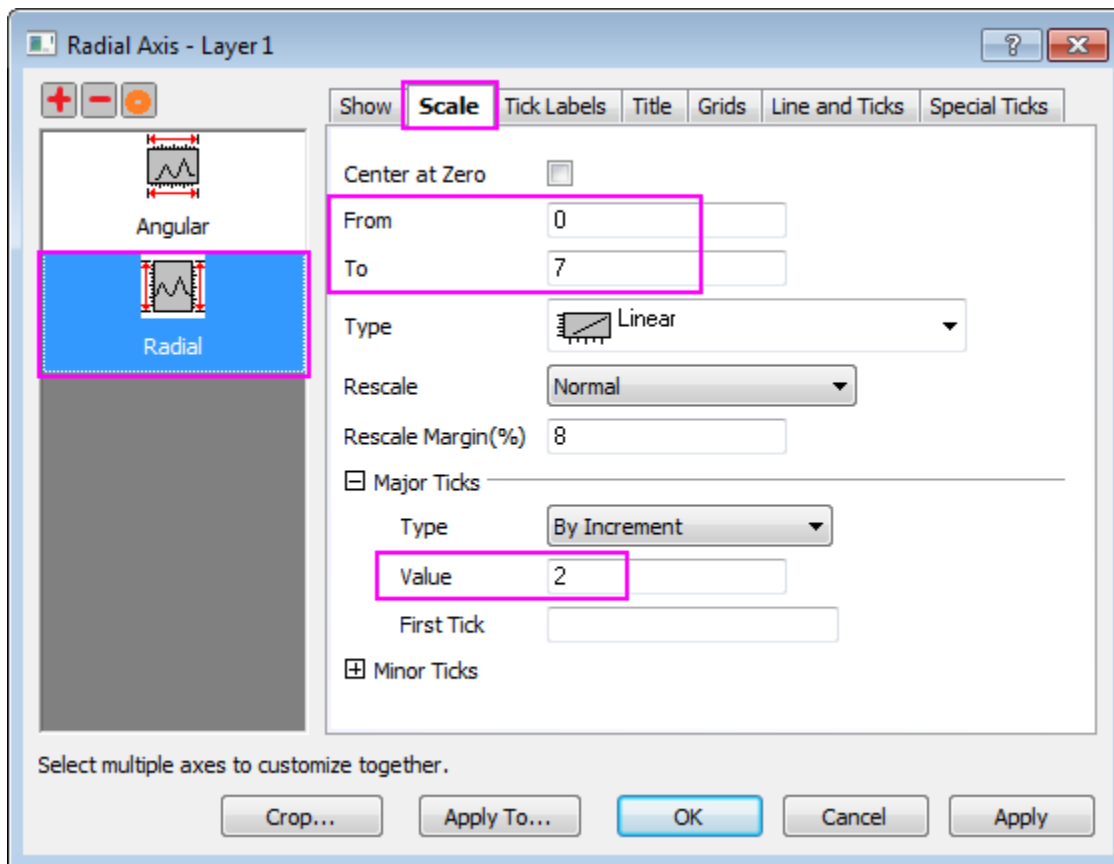 Radial Axis - Layer 1
Show Scale Tick Labels Title Grids Line and Ticks Special Ticks
Angular
Radial
Center at Zero
From 0
To 7
Type Linear
Rescale Normal
Rescale Margin(%) 8
Major Ticks
Type By Increment
Value 2
First Tick
Minor Ticks
Select multiple axes to customize together.
Crop... Apply To... OK Cancel Apply